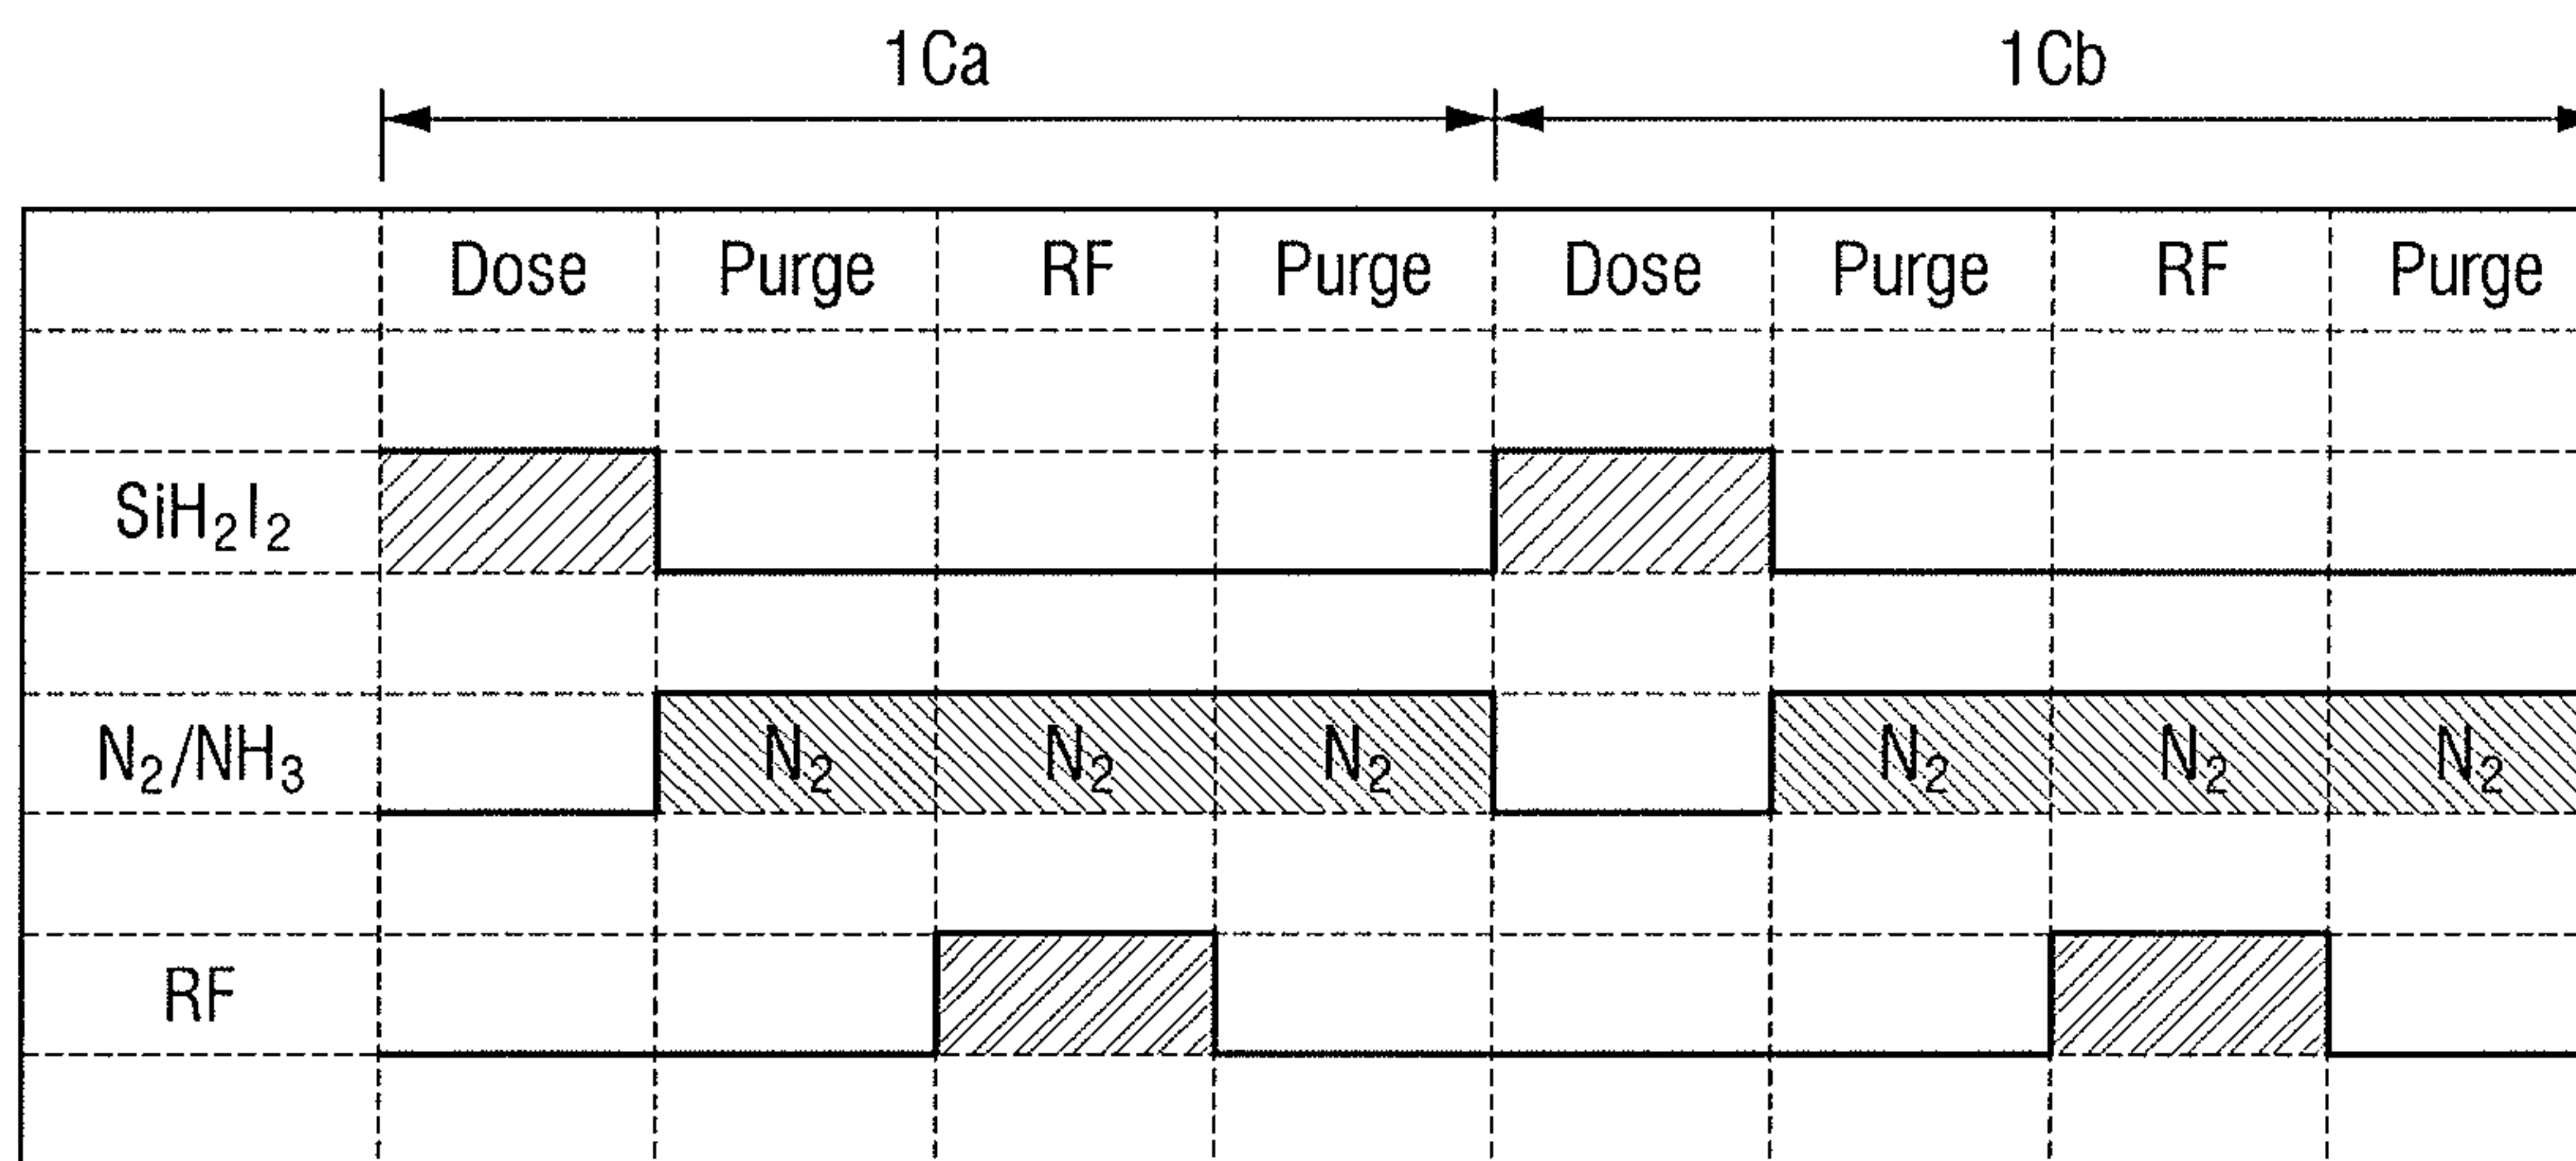 1Ca 1Cb
Dose Purge RF Purge Dose Purge RF Purge
SiH₂I₂
N₂/NH₃ N₂ N₂ N₂ N₂ N₂ N₂
RF